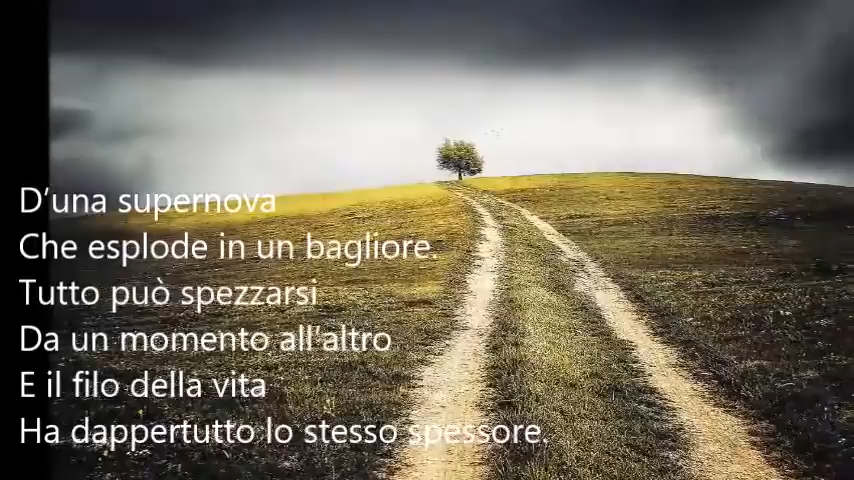 D’una supernova
Che esplode in un bagliore.
Tutto può spezzarsi
Da un momento all’altro
E il filo della vita
Ha dappertutto lo stesso spessore.